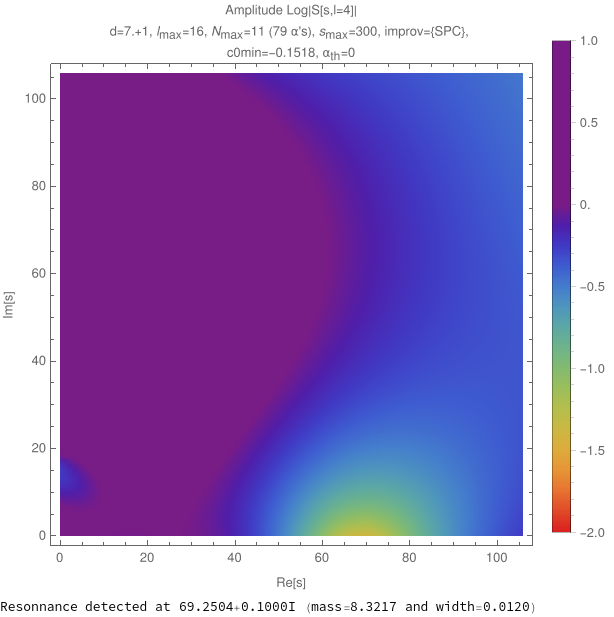 Amplitude Log|S[s,l=4]|
d=7.+1, lmax=16, Nmax=11 (79 α's), smax=300, improv={SPC},
c0min=−0.1518, αth=0
1.0
0.5
0.
−0.5
−1.0
−1.5
−2.0
100
80
60
40
20
0
Im[s]
0 20 40 60 80 100
Re[s]
Resonnance detected at 69.2504+0.1000I (mass=8.3217 and width=0.0120)